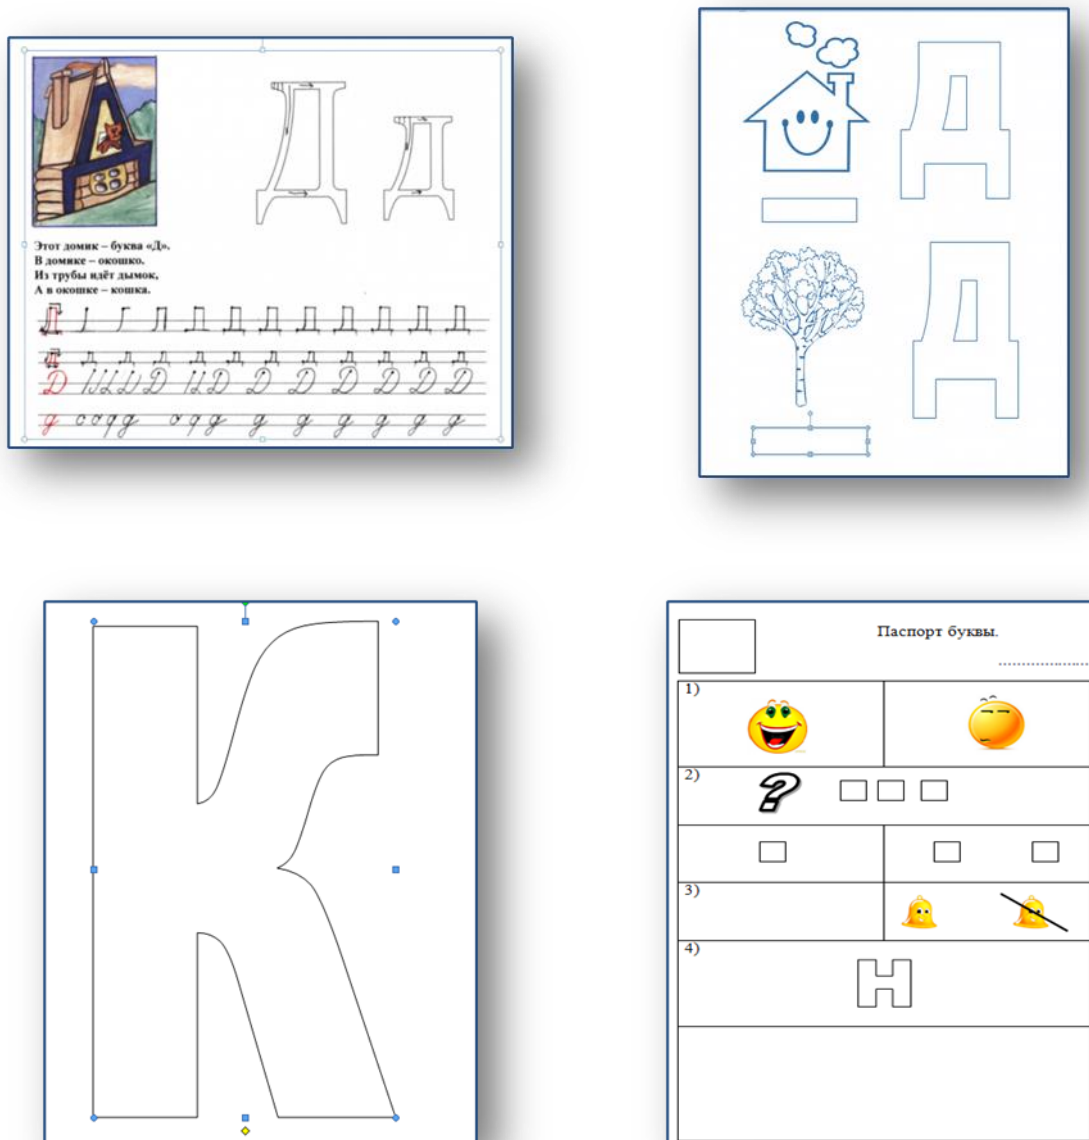 Д д
Этот домик – буква «Д».
В домике – окошко.
Из трубы идёт дымок,
А в окошке – кошка.
Д Д Д Д Д Д Д Д
д д д д д д д д
Д Д Д Д Д Д Д Д Д
д д д д д д д д
Д
Д
К
Паспорт буквы.
1)
2) ?
3)
4) Н